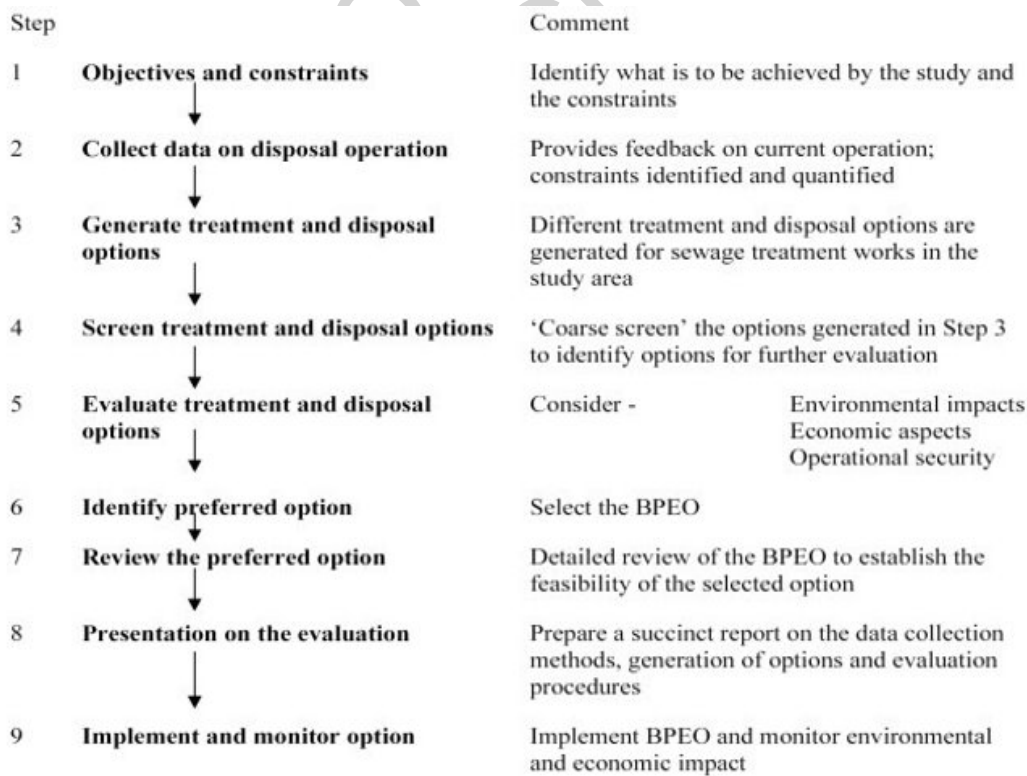 Step Comment
1 Objectives and constraints Identify what is to be achieved by the study and
the constraints
2 Collect data on disposal operation Provides feedback on current operation;
constraints identified and quantified
3 Generate treatment and disposal Different treatment and disposal options are
options generated for sewage treatment works in the
study area
4 Screen treatment and disposal options ‘Coarse screen’ the options generated in Step 3
to identify options for further evaluation
5 Evaluate treatment and disposal Consider - Environmental impacts
options Economic aspects
Operational security
6 Identify preferred option Select the BPEO
7 Review the preferred option Detailed review of the BPEO to establish the
feasibility of the selected option
8 Presentation on the evaluation Prepare a succinct report on the data collection
methods, generation of options and evaluation
procedures
9 Implement and monitor option Implement BPEO and monitor environmental
and economic impact